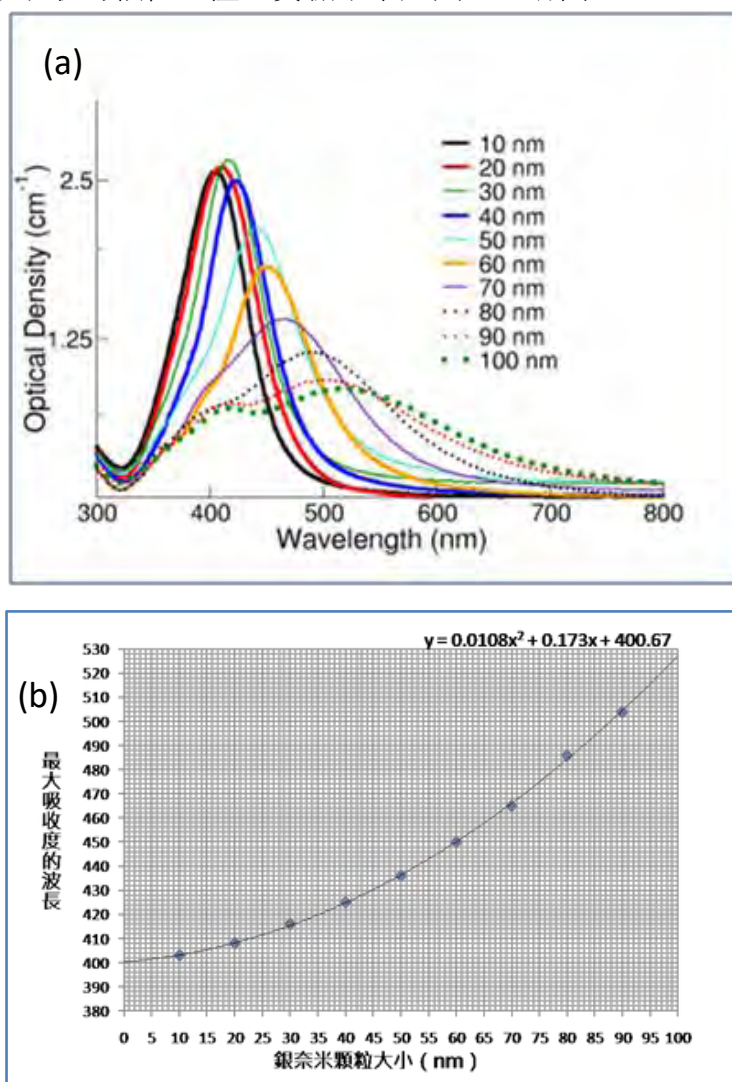 (a)
Optical Density (cm⁻¹)
2.5
1.25
10 nm
20 nm
30 nm
40 nm
50 nm
60 nm
70 nm
80 nm
90 nm
100 nm
300 400 500 600 700 800
Wavelength (nm)
(b)
y = 0.0108x² + 0.173x + 400.67
最大吸收度的波長
530
520
510
500
490
480
470
460
450
440
430
420
410
400
390
380
0 5 10 15 20 25 30 35 40 45 50 55 60 65 70 75 80 85 90 95 100
銀奈米顆粒大小 ( nm )